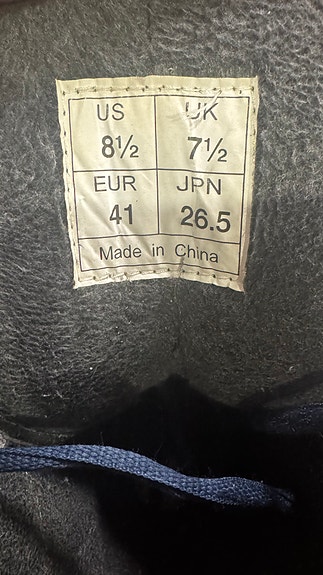 US UK
8½ 7½
EUR JPN
41 26.5
Made in China